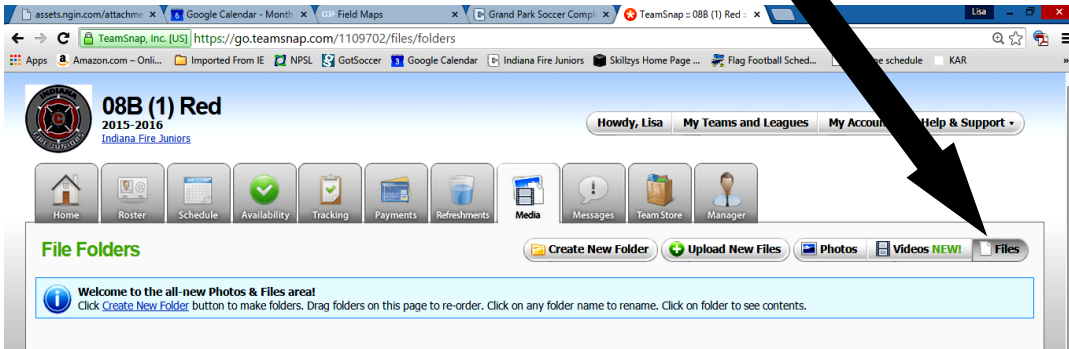 assets.ngin.com/attachme Google Calendar - Month GP Field Maps Grand Park Soccer Compl TeamSnap :: 08B (1) Red : Lisa
TeamSnap, Inc. [US] https://go.teamsnap.com/1109702/files/folders
Apps Amazon.com – Onli... Imported From IE NPSL GotSoccer Google Calendar Indiana Fire Juniors Skillzys Home Page ... Flag Football Sched... schedule KAR »
INDIANA
FIRE JUNIORS
08B (1) Red
2015-2016
Indiana Fire Juniors
Howdy, Lisa My Teams and Leagues My Accou Help & Support
Home Roster Schedule Availability Tracking Payments Refreshments Media Messages Team Store Manager
File Folders Create New Folder Upload New Files Photos Videos NEW! Files
Welcome to the all-new Photos & Files area!
Click Create New Folder button to make folders. Drag folders on this page to re-order. Click on any folder name to rename. Click on folder to see contents.